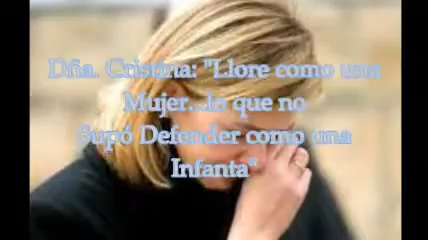 Dña. Cristina: "Llore como una
Mujer...lo que no
Supó Defender como una
Infanta"